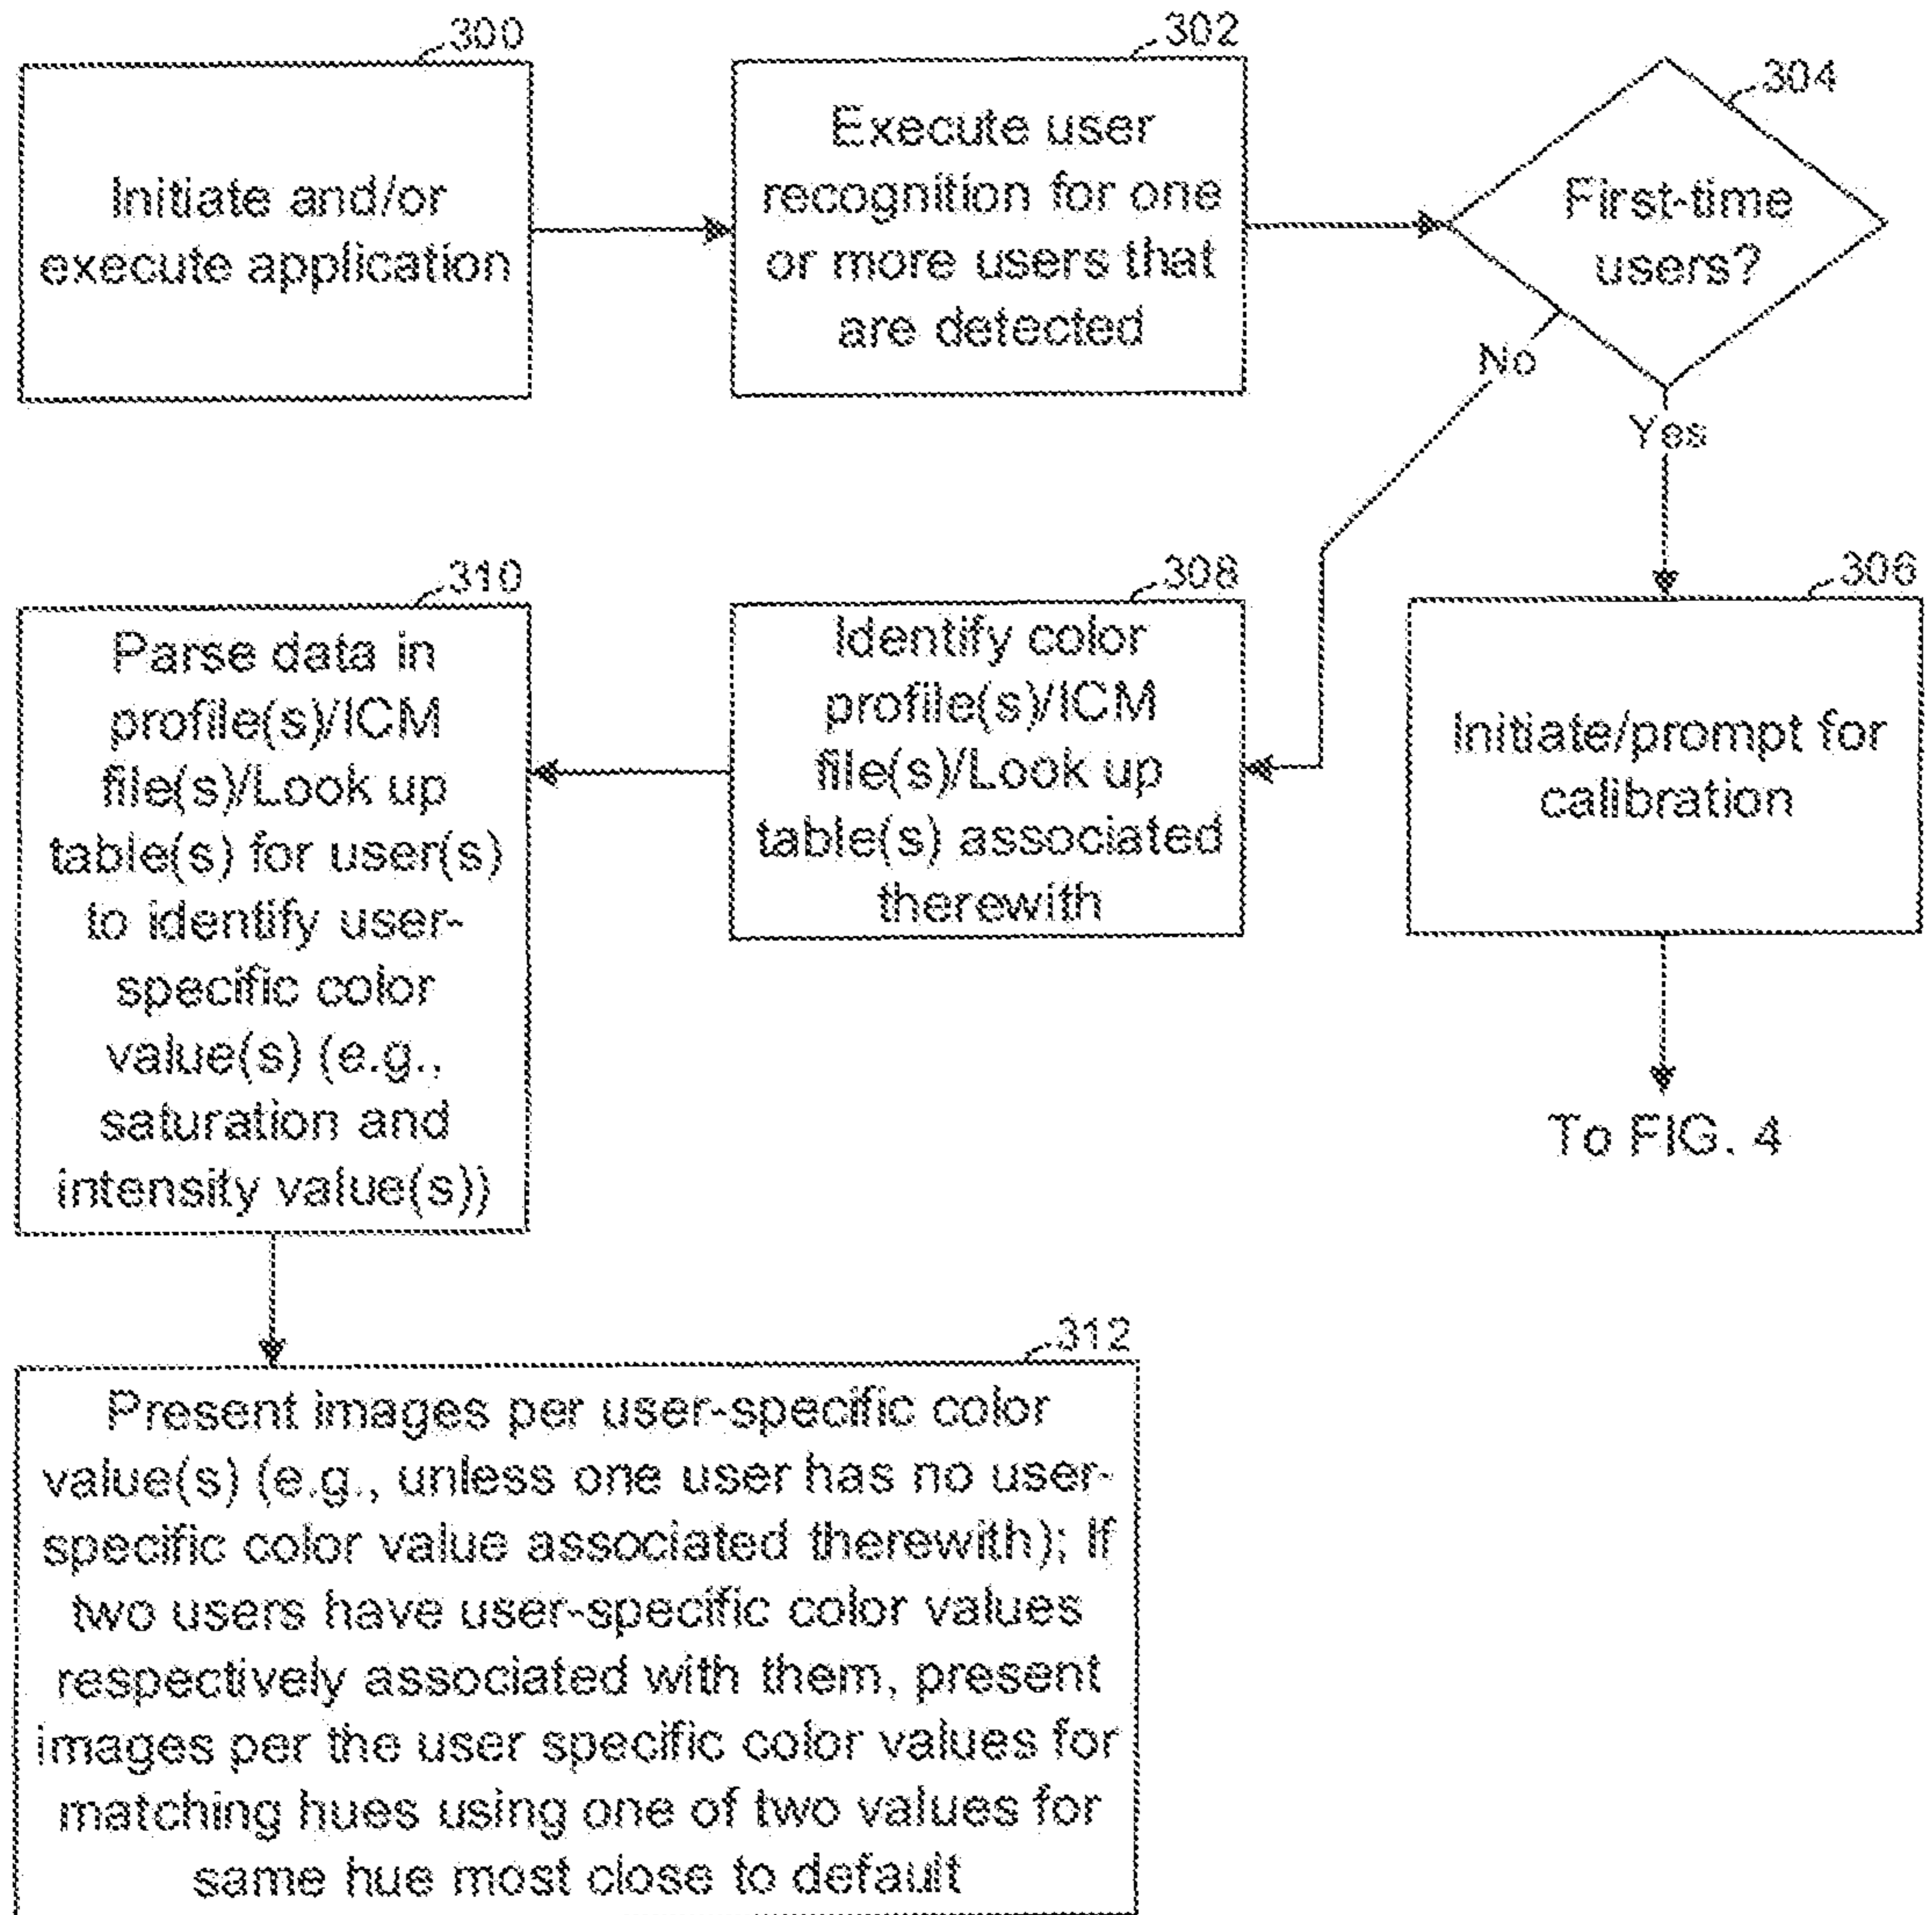 300
Initiate and/or
execute application
302
Execute user
recognition for one
or more users that
are detected
304
First-time
users?
No
Yes
306
Initiate/prompt for
calibration
To FIG. 4
308
Identify color
profile(s)/ICM
file(s)/Look up
table(s) associated
therewith
310
Parse data in
profile(s)/ICM
file(s)/Look up
table(s) for user(s)
to identify user-
specific color
value(s) (e.g.,
saturation and
intensity value(s))
312
Present images per user-specific color
value(s) (e.g., unless one user has no user-
specific color value associated therewith); If
two users have user-specific color values
respectively associated with them, present
images per the user specific color values for
matching hues using one of two values for
same hue most close to default